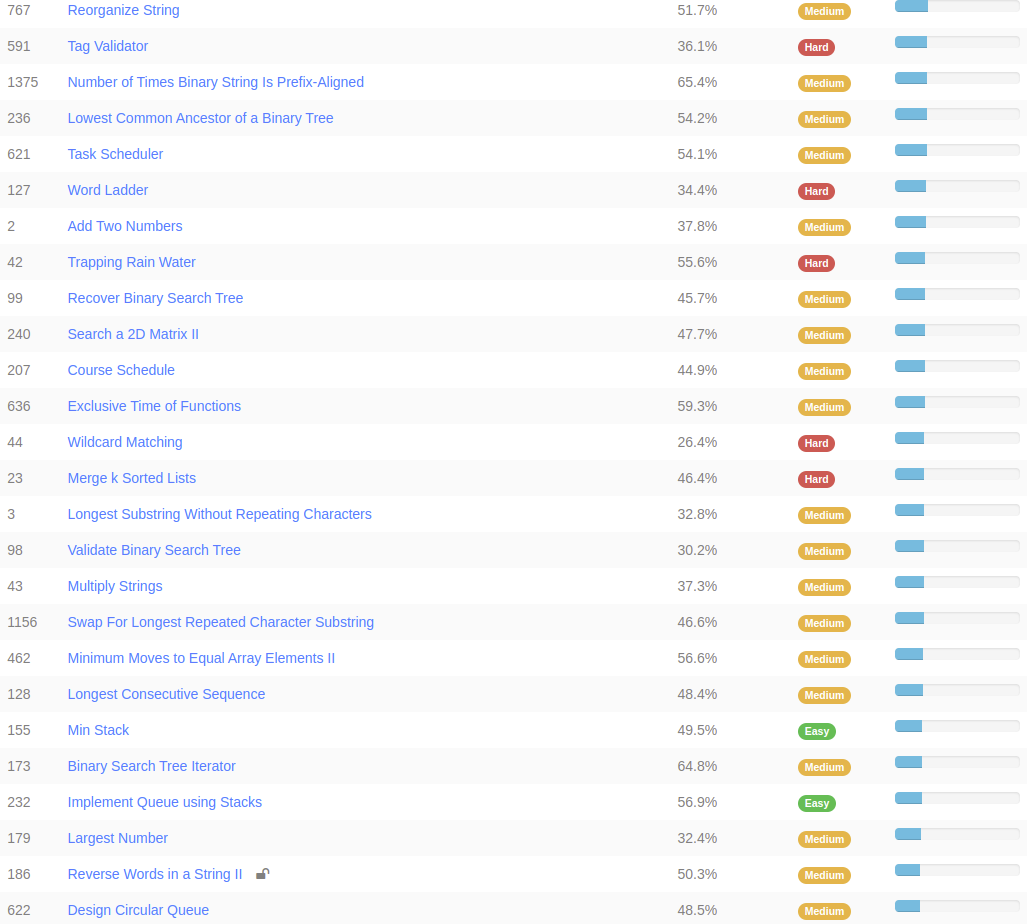 767 Reorganize String 51.7% Medium
591 Tag Validator 36.1% Hard
1375 Number of Times Binary String Is Prefix-Aligned 65.4% Medium
236 Lowest Common Ancestor of a Binary Tree 54.2% Medium
621 Task Scheduler 54.1% Medium
127 Word Ladder 34.4% Hard
2 Add Two Numbers 37.8% Medium
42 Trapping Rain Water 55.6% Hard
99 Recover Binary Search Tree 45.7% Medium
240 Search a 2D Matrix II 47.7% Medium
207 Course Schedule 44.9% Medium
636 Exclusive Time of Functions 59.3% Medium
44 Wildcard Matching 26.4% Hard
23 Merge k Sorted Lists 46.4% Hard
3 Longest Substring Without Repeating Characters 32.8% Medium
98 Validate Binary Search Tree 30.2% Medium
43 Multiply Strings 37.3% Medium
1156 Swap For Longest Repeated Character Substring 46.6% Medium
462 Minimum Moves to Equal Array Elements II 56.6% Medium
128 Longest Consecutive Sequence 48.4% Medium
155 Min Stack 49.5% Easy
173 Binary Search Tree Iterator 64.8% Medium
232 Implement Queue using Stacks 56.9% Easy
179 Largest Number 32.4% Medium
186 Reverse Words in a String II 50.3% Medium
622 Design Circular Queue 48.5% Medium